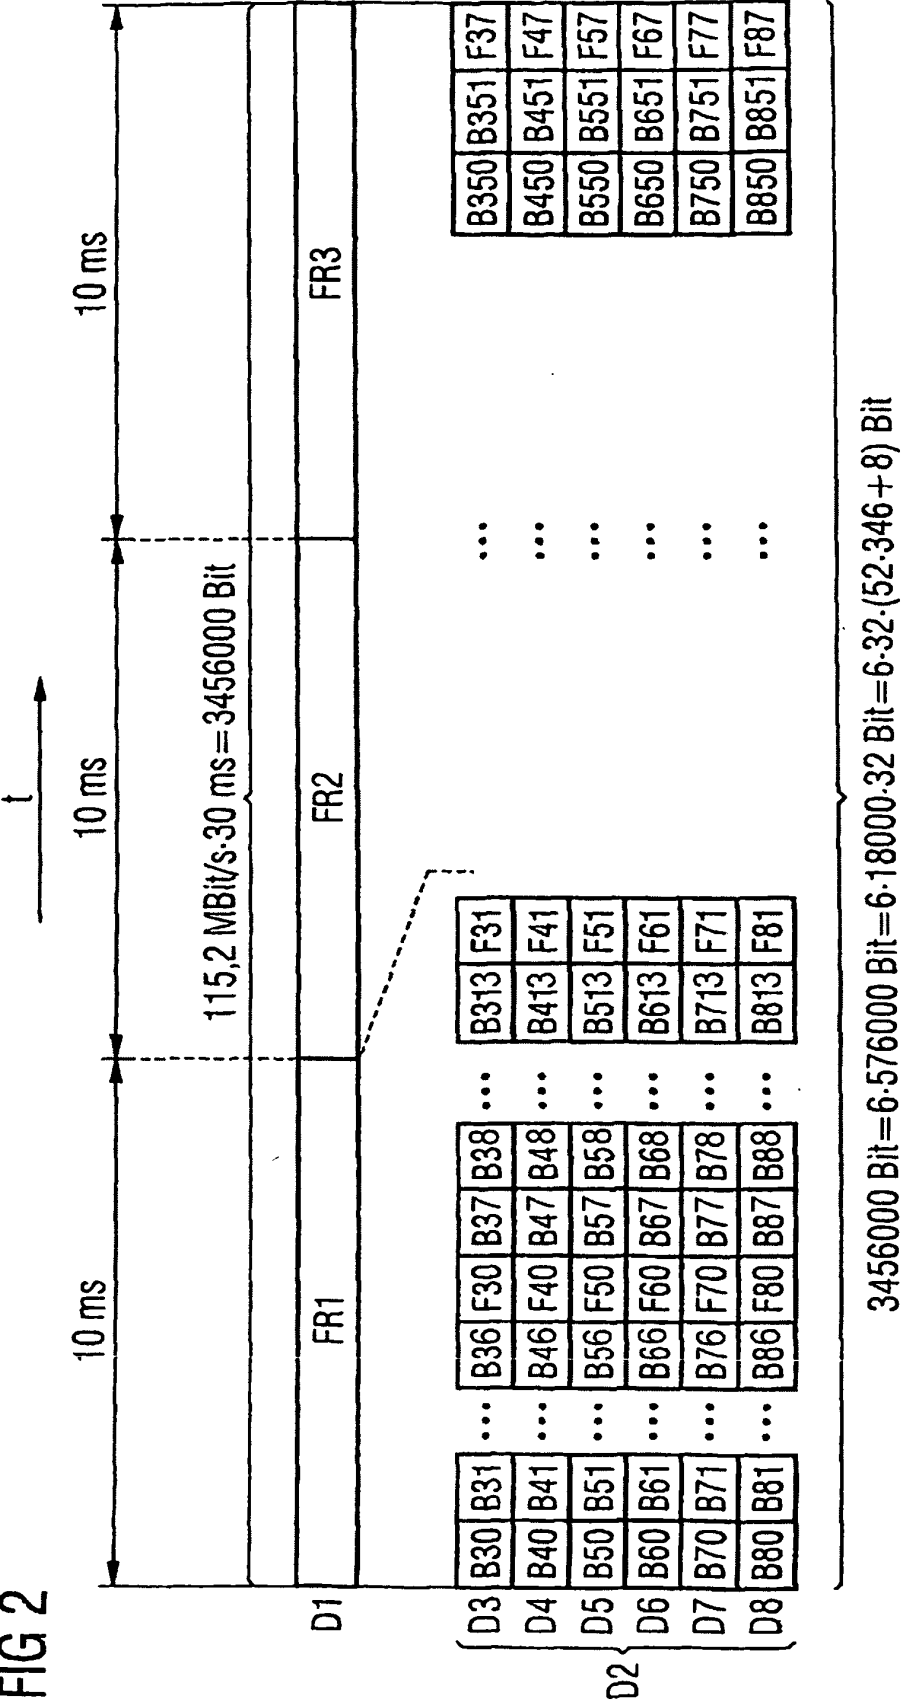 FIG 2
t
10 ms 10 ms 10 ms
115,2 MBit/s·30 ms=3456000 Bit
D1 FR1 FR2 FR3
D2
D3 B30 B31 ... B36 F30 B37 B38 ... B313 F31 ... B350 B351 F37
D4 B40 B41 ... B46 F40 B47 B48 ... B413 F41 ... B450 B451 F47
D5 B50 B51 ... B56 F50 B57 B58 ... B513 F51 ... B550 B551 F57
D6 B60 B61 ... B66 F60 B67 B68 ... B613 F61 ... B650 B651 F67
D7 B70 B71 ... B76 F70 B77 B78 ... B713 F71 ... B750 B751 F77
D8 B80 B81 ... B86 F80 B87 B88 ... B813 F81 ... B850 B851 F87
3456000 Bit=6·576000 Bit=6·18000·32 Bit=6·32·(52·346+8) Bit